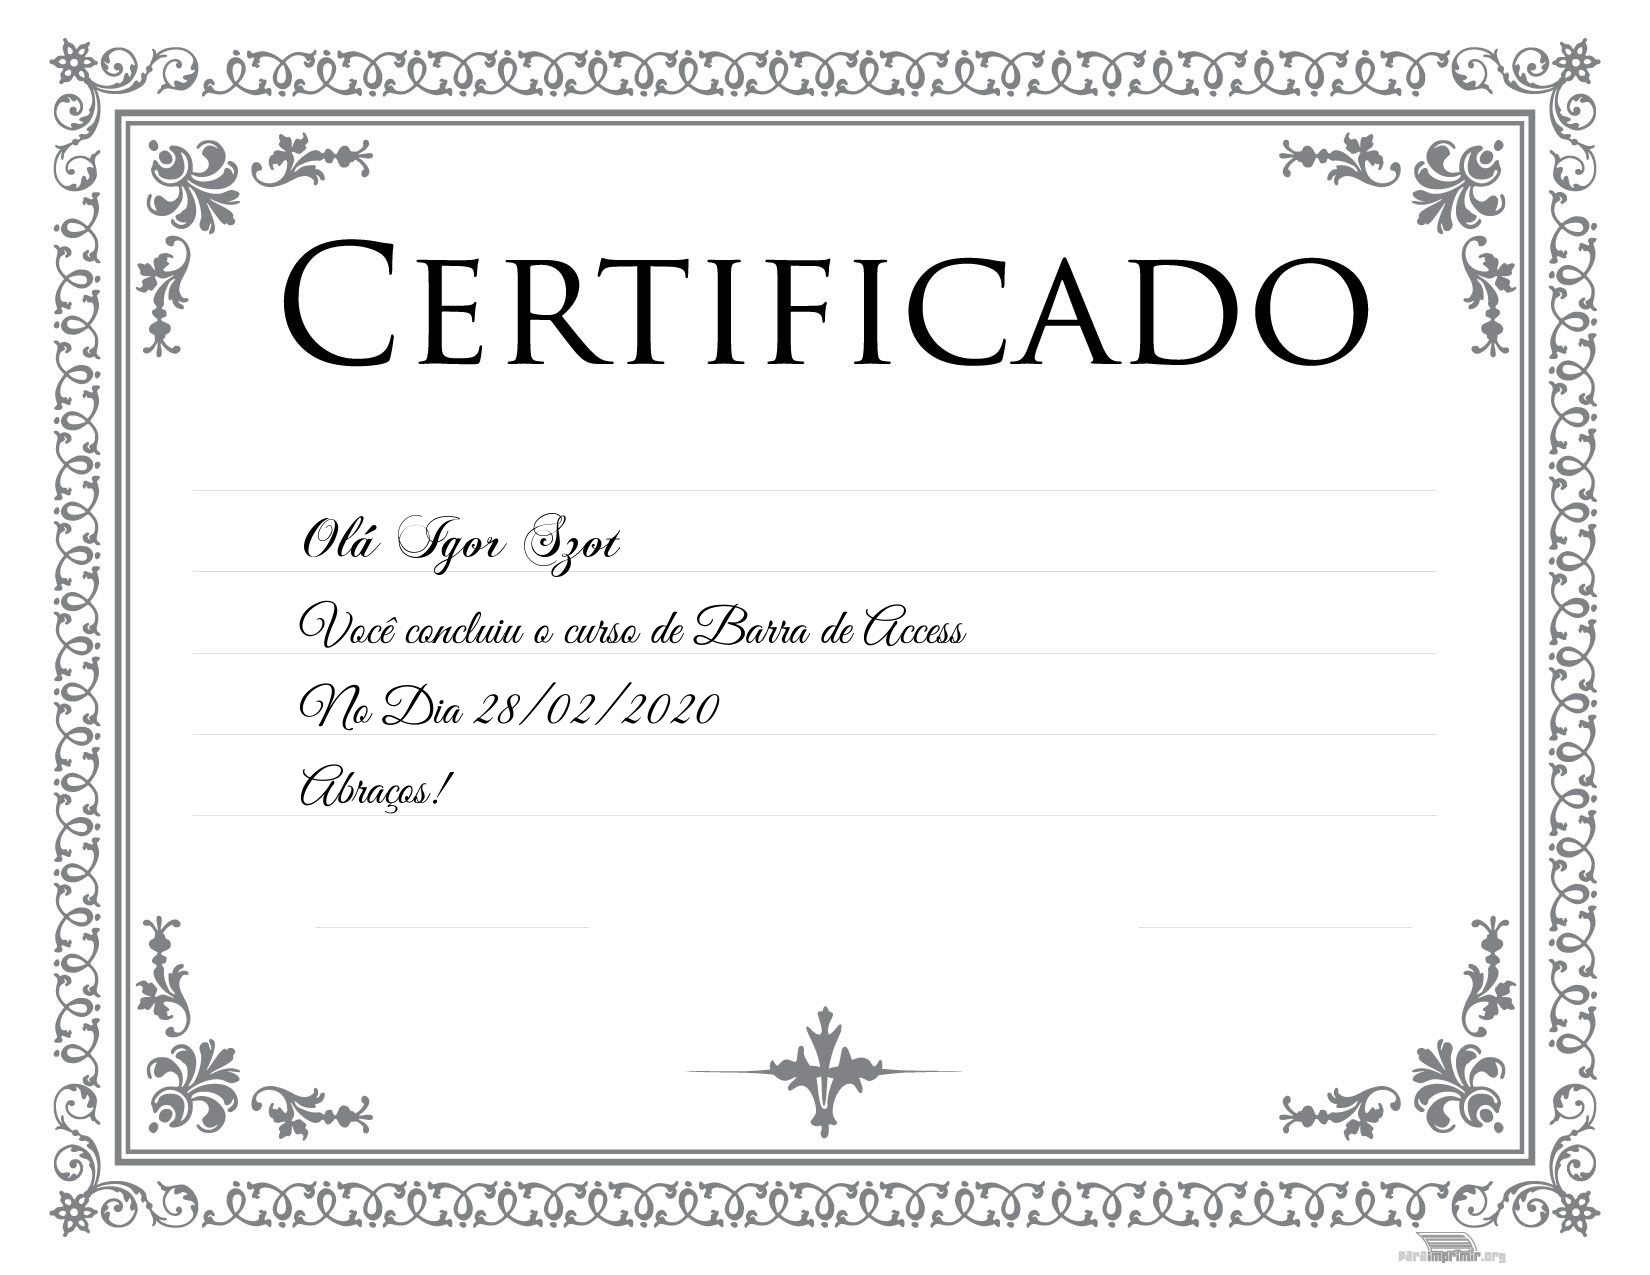 CERTIFICADO
Olá Igor Szot
Você concluiu o curso de Barra de Access
No Dia 28/02/2020
Abraços!
paraimprimir.org